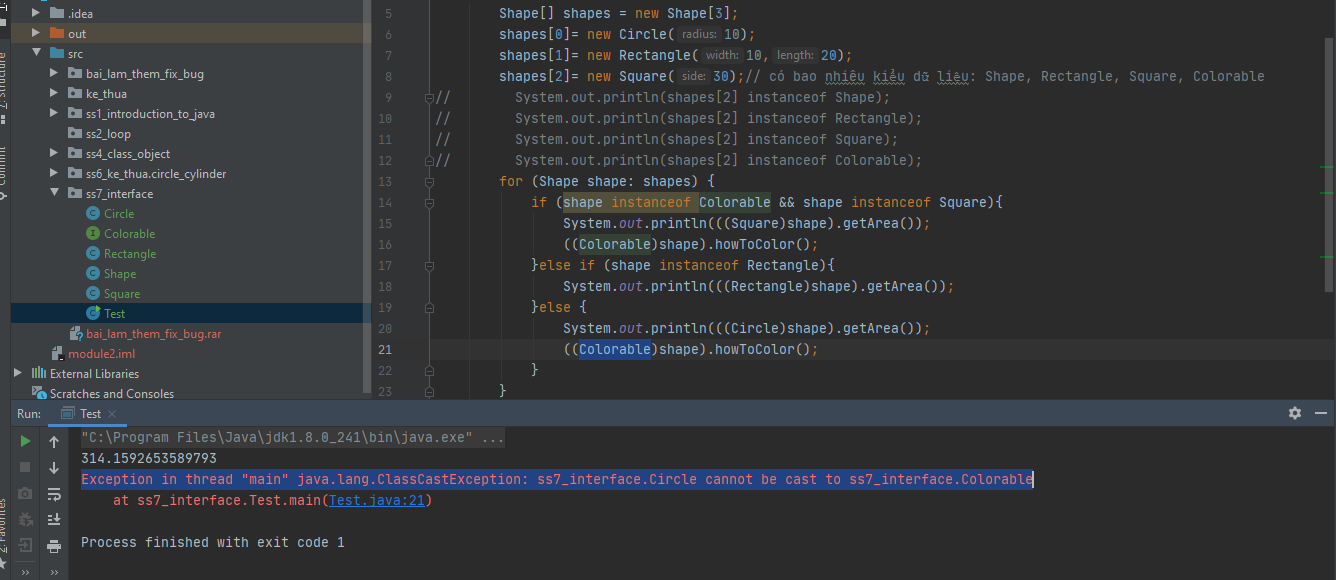 .idea
out
src
bai_lam_them_fix_bug
ke_thua
ss1_introduction_to_java
ss2_loop
ss4_class_object
ss6_ke_thua.circle_cylinder
ss7_interface
Circle
Colorable
Rectangle
Shape
Square
Test
bai_lam_them_fix_bug.rar
module2.iml
External Libraries
Scratches and Consoles
Structure
Commit
2: Favorites
5 Shape[] shapes = new Shape[3];
6 shapes[0]= new Circle( radius: 10);
7 shapes[1]= new Rectangle( width: 10, length: 20);
8 shapes[2]= new Square( side: 30);// có bao nhiêu kiểu dữ liệu: Shape, Rectangle, Square, Colorable
9 // System.out.println(shapes[2] instanceof Shape);
10 // System.out.println(shapes[2] instanceof Rectangle);
11 // System.out.println(shapes[2] instanceof Square);
12 // System.out.println(shapes[2] instanceof Colorable);
13 for (Shape shape: shapes) {
14 if (shape instanceof Colorable && shape instanceof Square){
15 System.out.println(((Square)shape).getArea());
16 ((Colorable)shape).howToColor();
17 }else if (shape instanceof Rectangle){
18 System.out.println(((Rectangle)shape).getArea());
19 }else {
20 System.out.println(((Circle)shape).getArea());
21 ((Colorable)shape).howToColor();
22 }
23 }
Run: Test ×
"C:\Program Files\Java\jdk1.8.0_241\bin\java.exe" ...
314.1592653589793
Exception in thread "main" java.lang.ClassCastException: ss7_interface.Circle cannot be cast to ss7_interface.Colorable
at ss7_interface.Test.main(Test.java:21)
Process finished with exit code 1